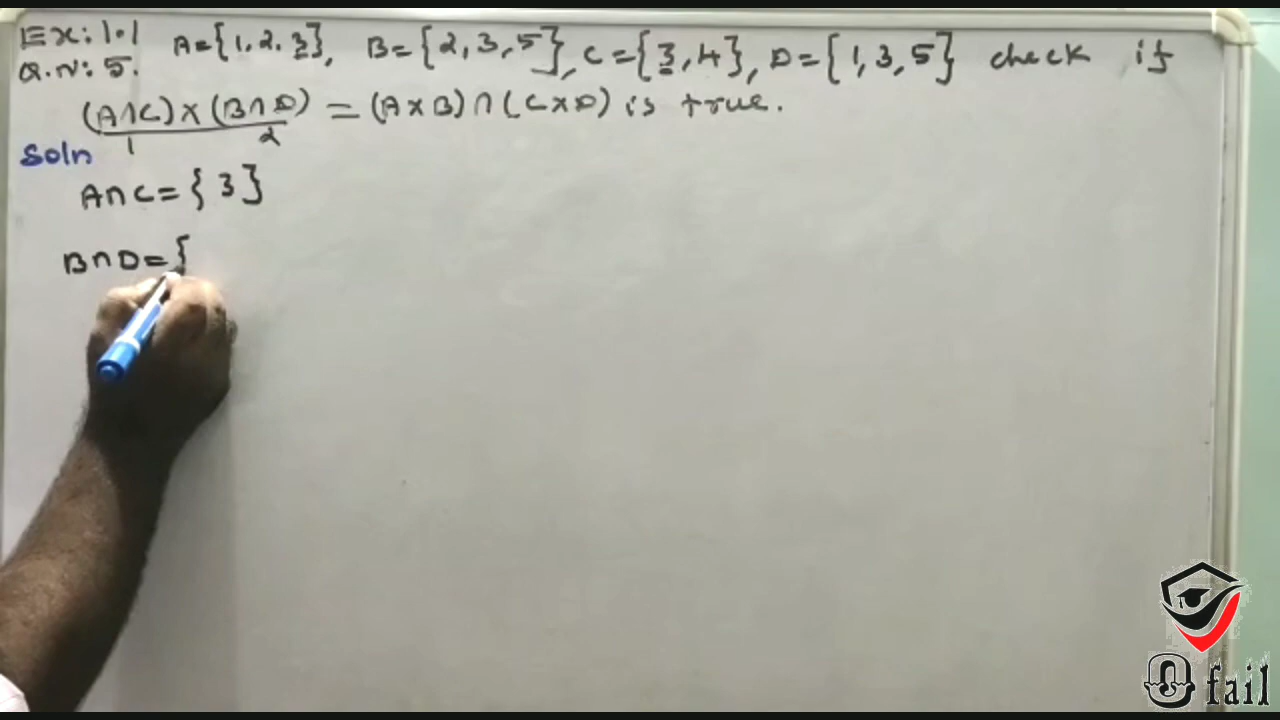 Ex: 1.1 A={1,2,3}, B={2,3,5}, C={3,4}, D={1,3,5} check if
Q.N: 5. (A∩C)×(B∩D) = (A×B)∩(C×D) is true.
1 2
Soln
A∩C={3}
B∩D={
0 fail